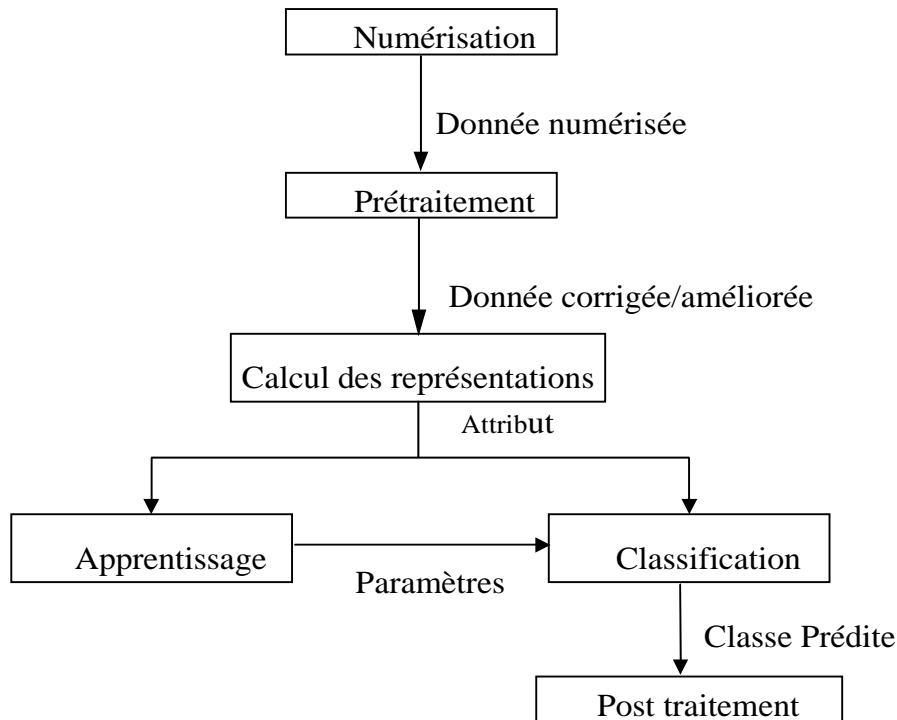 Numérisation
Donnée numérisée
Prétraitement
Donnée corrigée/améliorée
Calcul des représentations
Attribut
Apprentissage
Classification
Paramètres
Classe Prédite
Post traitement